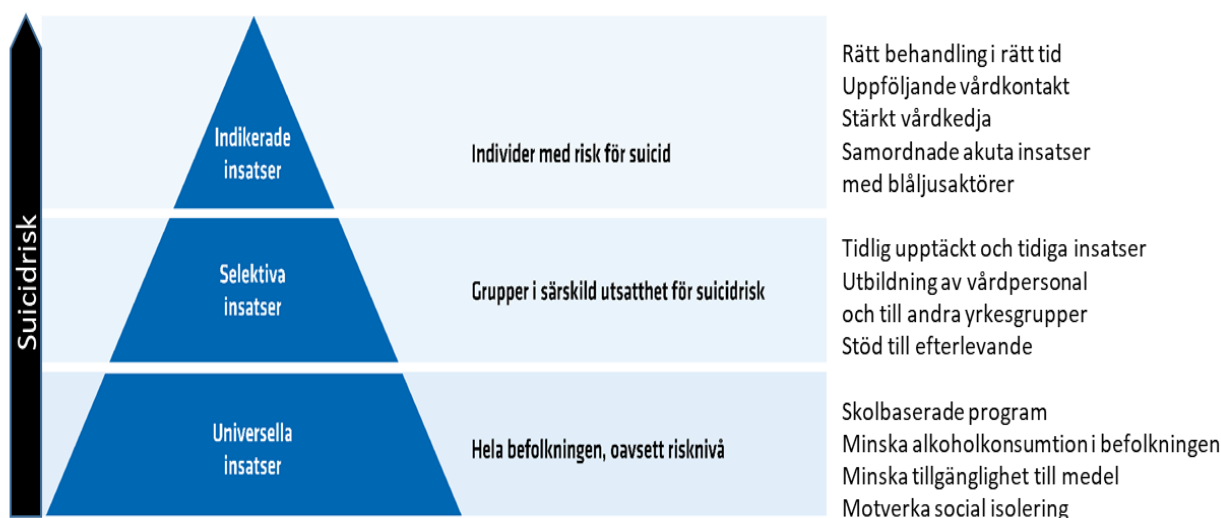 Suicidrisk
Indikerade
insatser
Individer med risk för suicid
Rätt behandling i rätt tid
Uppföljande vårdkontakt
Stärkt vårdkedja
Samordnade akuta insatser
med blåljusaktörer
Selektiva
insatser
Grupper i särskild utsatthet för suicidrisk
Tidlig upptäckt och tidiga insatser
Utbildning av vårdpersonal
och till andra yrkesgrupper
Stöd till efterlevande
Universella
insatser
Hela befolkningen, oavsett risknivå
Skolbaserade program
Minska alkoholkonsumtion i befolkningen
Minska tillgänglighet till medel
Motverka social isolering